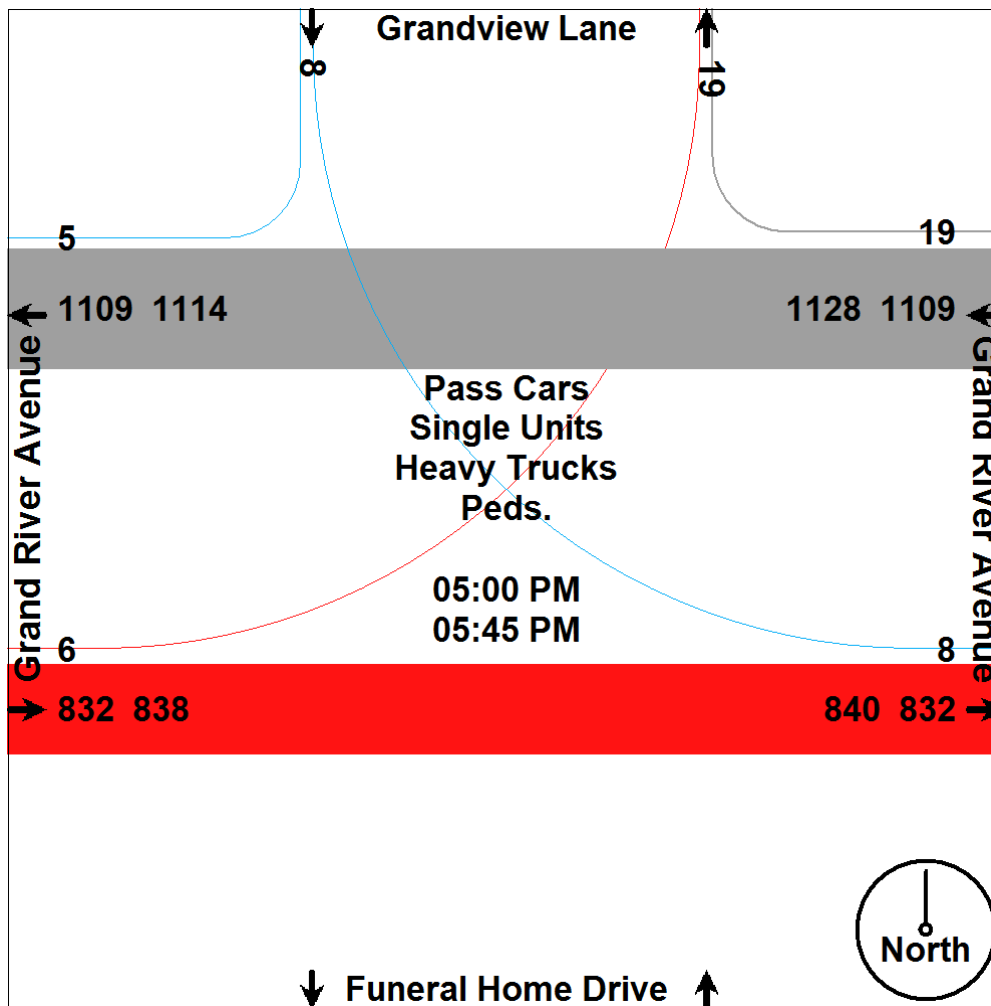 Grandview Lane
8
19
5
19
1109 1114
1128 1109
Grand River Avenue
Grand River Avenue
Pass Cars
Single Units
Heavy Trucks
Peds.
05:00 PM
05:45 PM
6
8
832 838
840 832
North
Funeral Home Drive